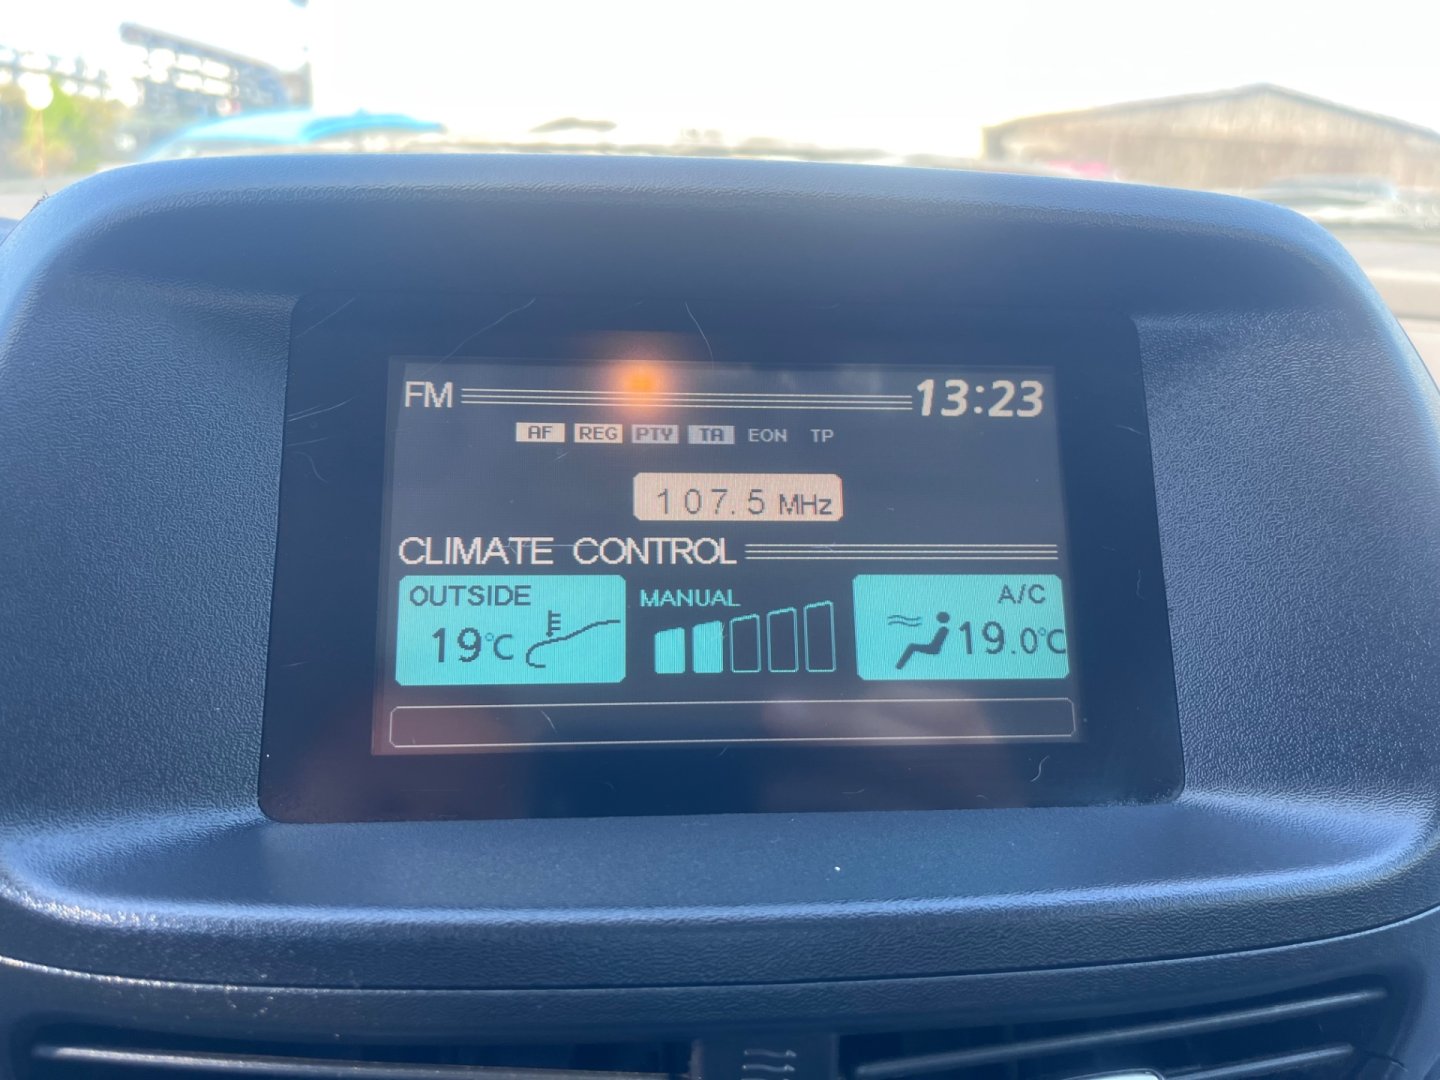 FM 13:23
AF REG PTY TA EON TP
107.5 MHz
CLIMATE CONTROL
OUTSIDE MANUAL A/C
19°C 19.0°C